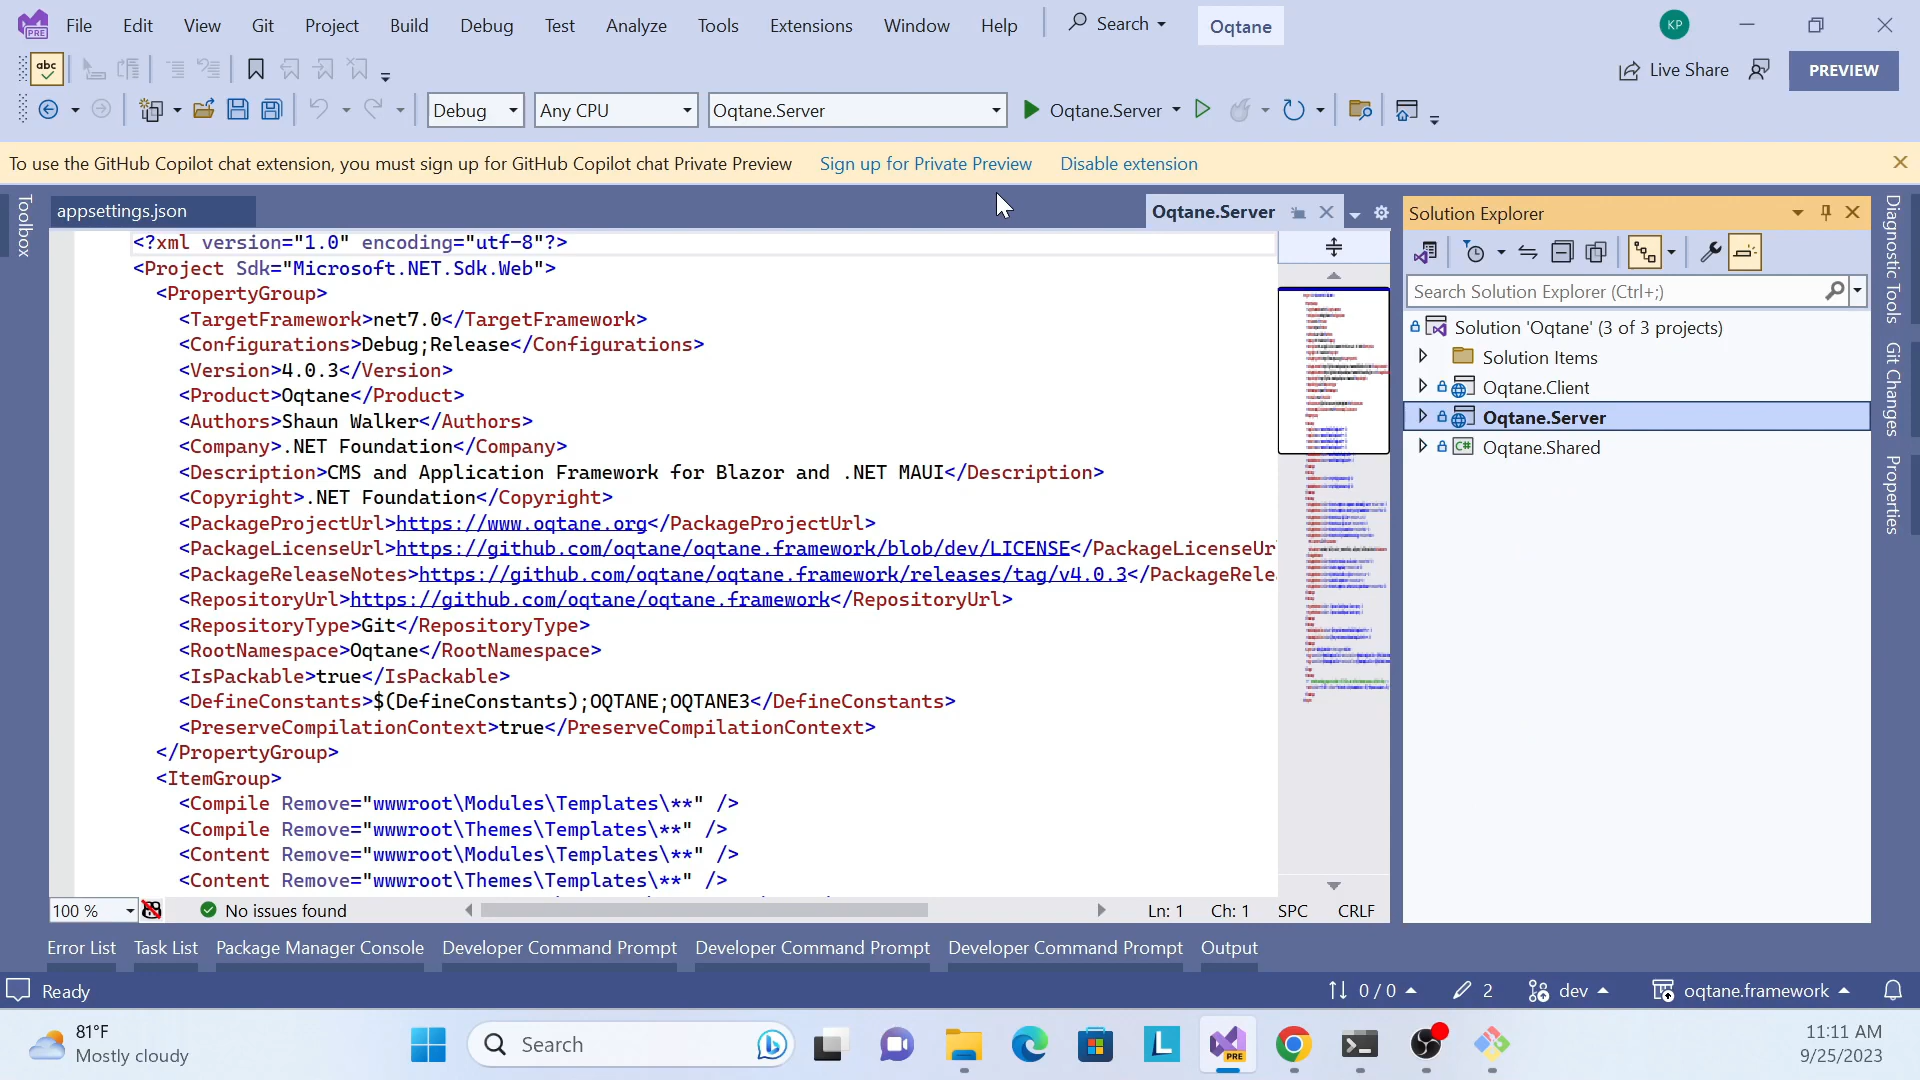 File Edit View Git Project Build Debug Test Analyze Tools Extensions Window Help Search Oqtane KP
abc Live Share PREVIEW
Debug Any CPU Oqtane.Server Oqtane.Server
To use the GitHub Copilot chat extension, you must sign up for GitHub Copilot chat Private Preview Sign up for Private Preview Disable extension
Toolbox
appsettings.json Oqtane.Server
<?xml version="1.0" encoding="utf-8"?>
<Project Sdk="Microsoft.NET.Sdk.Web">
<PropertyGroup>
<TargetFramework>net7.0</TargetFramework>
<Configurations>Debug;Release</Configurations>
<Version>4.0.3</Version>
<Product>Oqtane</Product>
<Authors>Shaun Walker</Authors>
<Company>.NET Foundation</Company>
<Description>CMS and Application Framework for Blazor and .NET MAUI</Description>
<Copyright>.NET Foundation</Copyright>
<PackageProjectUrl>https://www.oqtane.org</PackageProjectUrl>
<PackageLicenseUrl>https://github.com/oqtane/oqtane.framework/blob/dev/LICENSE</PackageLicenseUrl
<PackageReleaseNotes>https://github.com/oqtane/oqtane.framework/releases/tag/v4.0.3</PackageRele
<RepositoryUrl>https://github.com/oqtane/oqtane.framework</RepositoryUrl>
<RepositoryType>Git</RepositoryType>
<RootNamespace>Oqtane</RootNamespace>
<IsPackable>true</IsPackable>
<DefineConstants>$(DefineConstants);OQTANE;OQTANE3</DefineConstants>
<PreserveCompilationContext>true</PreserveCompilationContext>
</PropertyGroup>
<ItemGroup>
<Compile Remove="wwwroot\Modules\Templates\**" />
<Compile Remove="wwwroot\Themes\Templates\**" />
<Content Remove="wwwroot\Modules\Templates\**" />
<Content Remove="wwwroot\Themes\Templates\**" />
100 % No issues found Ln: 1 Ch: 1 SPC CRLF
Solution Explorer
Search Solution Explorer (Ctrl+;)
Solution 'Oqtane' (3 of 3 projects)
Solution Items
Oqtane.Client
Oqtane.Server
C# Oqtane.Shared
Diagnostic Tools
Git Changes
Properties
Error List Task List Package Manager Console Developer Command Prompt Developer Command Prompt Developer Command Prompt Output
Ready 0 / 0 2 dev oqtane.framework
81°F
Mostly cloudy
Search
L
PRE
11:11 AM
9/25/2023